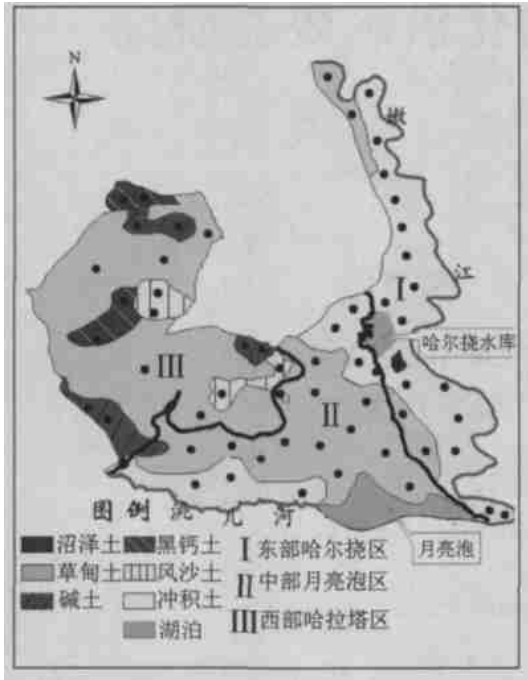 N
嫩
江
I
哈尔挠水库
III
II
图例 洮儿河
月亮泡
沼泽土 黑钙土 I 东部哈尔挠区
草甸土 风沙土 II 中部月亮泡区
碱土 冲积土 III 西部哈拉塔区
湖泊